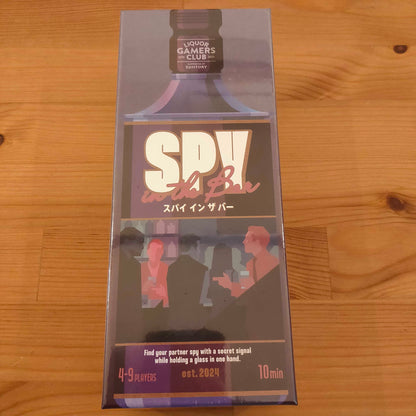 LIQUOR
GAMERS
CLUB
SUNTORY
SPY
in the Bar
スパイ イン ザ バー
Find your partner spy with a secret signal
while holding a glass in one hand.
4-9 PLAYERS
est. 2024
10min